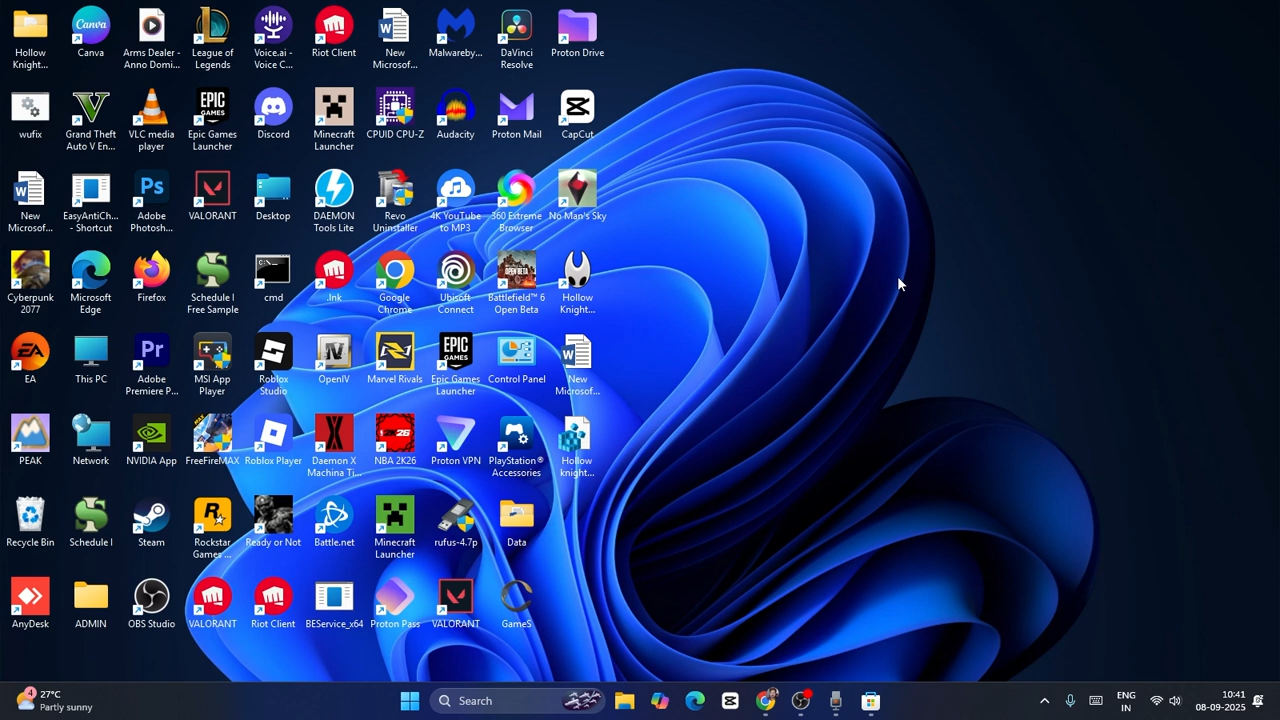 Hollow
Knight...
Canva
Arms Dealer -
Anno Domi...
League of
Legends
Voice.ai -
Voice C...
Riot Client
New
Microsof...
Malwareby...
DaVinci
Resolve
Proton Drive
wufix
Grand Theft
Auto V En...
VLC media
player
Epic Games
Launcher
Discord
Minecraft
Launcher
CPUID CPU-Z
Audacity
Proton Mail
CapCut
New
Microsof...
EasyAntiCh...
- Shortcut
Adobe
Photosh...
VALORANT
Desktop
DAEMON
Tools Lite
Revo
Uninstaller
4K YouTube
to MP3
360 Extreme
Browser
No Man's Sky
Cyberpunk
2077
Microsoft
Edge
Firefox
Schedule I
Free Sample
cmd
.lnk
Google
Chrome
Ubisoft
Connect
Battlefield™ 6
Open Beta
Hollow
Knight...
EA
This PC
Adobe
Premiere P...
MSI App
Player
Roblox
Studio
OpenIV
Marvel Rivals
Epic Games
Launcher
Control Panel
New
Microsof...
PEAK
Network
NVIDIA App
FreeFireMAX
Roblox Player
Daemon X
Machina Ti...
NBA 2K26
Proton VPN
PlayStation®
Accessories
Hollow
knight...
Recycle Bin
Schedule I
Steam
Rockstar
Games ...
Ready or Not
Battle.net
Minecraft
Launcher
rufus-4.7p
Data
AnyDesk
ADMIN
OBS Studio
VALORANT
Riot Client
BEService_x64
Proton Pass
VALORANT
GameS
4
27°C
Partly sunny
Search
ENG
IN
10:41
08-09-2025